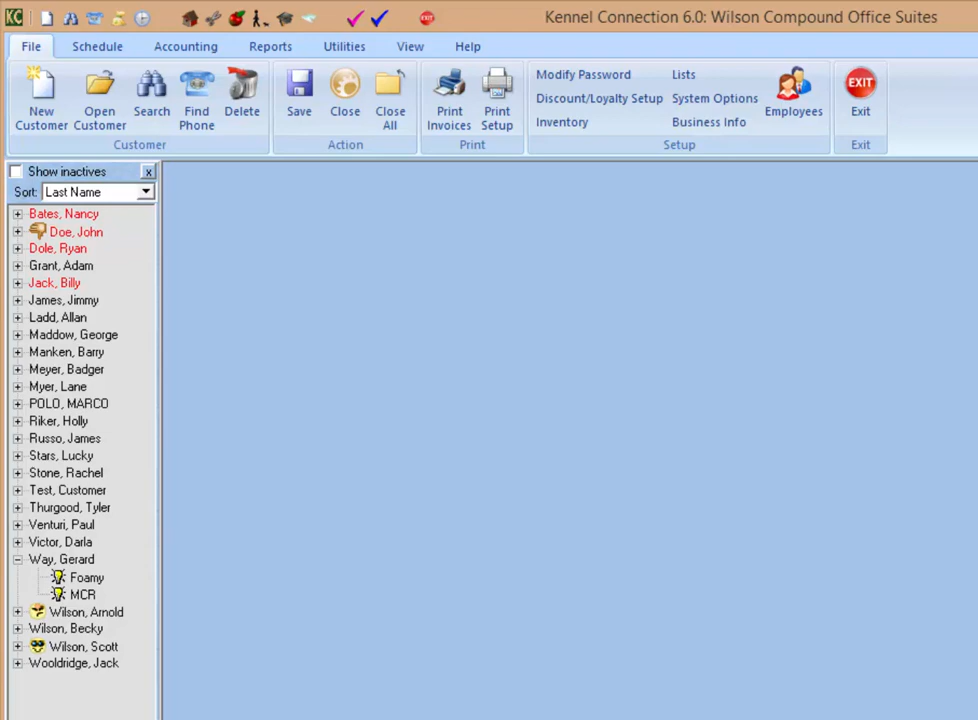 KC EXIT Kennel Connection 6.0: Wilson Compound Office Suites
File Schedule Accounting Reports Utilities View Help
New Customer
Open Customer
Search
Find Phone
Delete
Customer
Save
Close
Close All
Action
Print Invoices
Print Setup
Print
Modify Password
Discount/Loyalty Setup
Inventory
Lists
System Options
Business Info
Employees
Setup
EXIT
Exit
Exit
Show inactives x
Sort: Last Name
Bates, Nancy
Doe, John
Dole, Ryan
Grant, Adam
Jack, Billy
James, Jimmy
Ladd, Allan
Maddow, George
Manken, Barry
Meyer, Badger
Myer, Lane
POLO, MARCO
Riker, Holly
Russo, James
Stars, Lucky
Stone, Rachel
Test, Customer
Thurgood, Tyler
Venturi, Paul
Victor, Darla
Way, Gerard
Foamy
MCR
Wilson, Arnold
Wilson, Becky
Wilson, Scott
Wooldridge, Jack